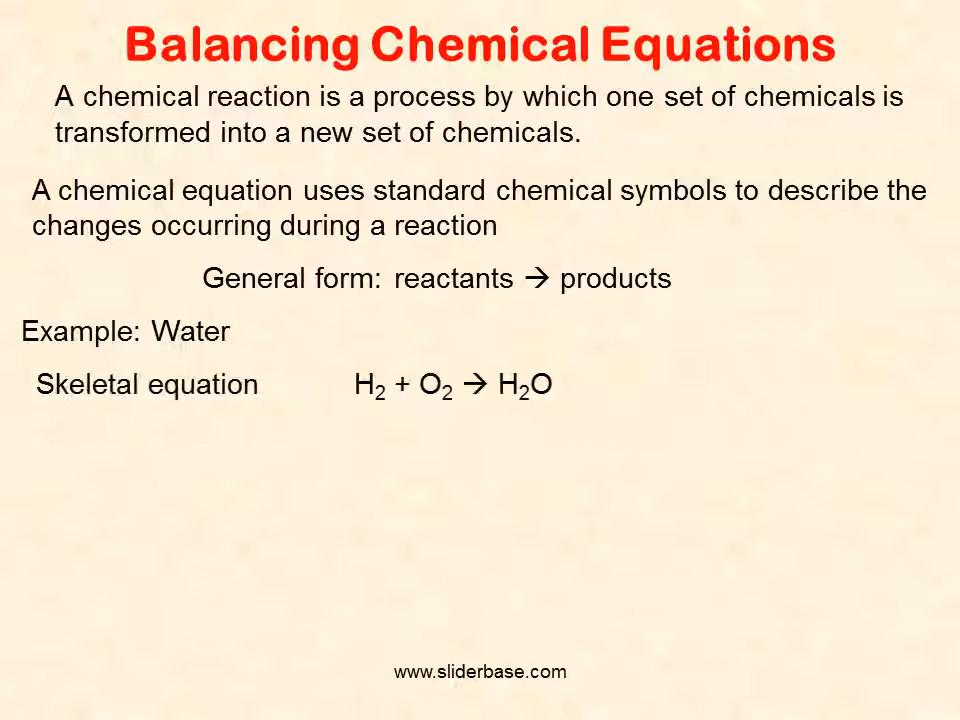 Balancing Chemical Equations
A chemical reaction is a process by which one set of chemicals is
transformed into a new set of chemicals.
A chemical equation uses standard chemical symbols to describe the
changes occurring during a reaction
General form: reactants → products
Example: Water
Skeletal equation H₂ + O₂ → H₂O
www.sliderbase.com